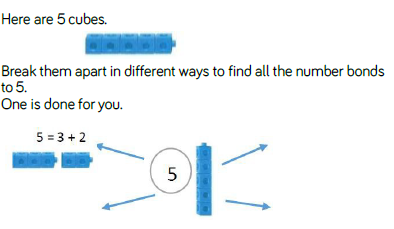 Here are 5 cubes.
Break them apart in different ways to find all the number bonds
to 5.
One is done for you.
5 = 3 + 2
5